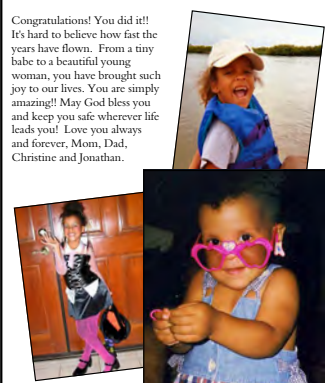 Congratulations! You did it!!
It's hard to believe how fast the
years have flown. From a tiny
babe to a beautiful young
woman, you have brought such
joy to our lives. You are simply
amazing!! May God bless you
and keep you safe wherever life
leads you! Love you always
and forever, Mom, Dad,
Christine and Jonathan.